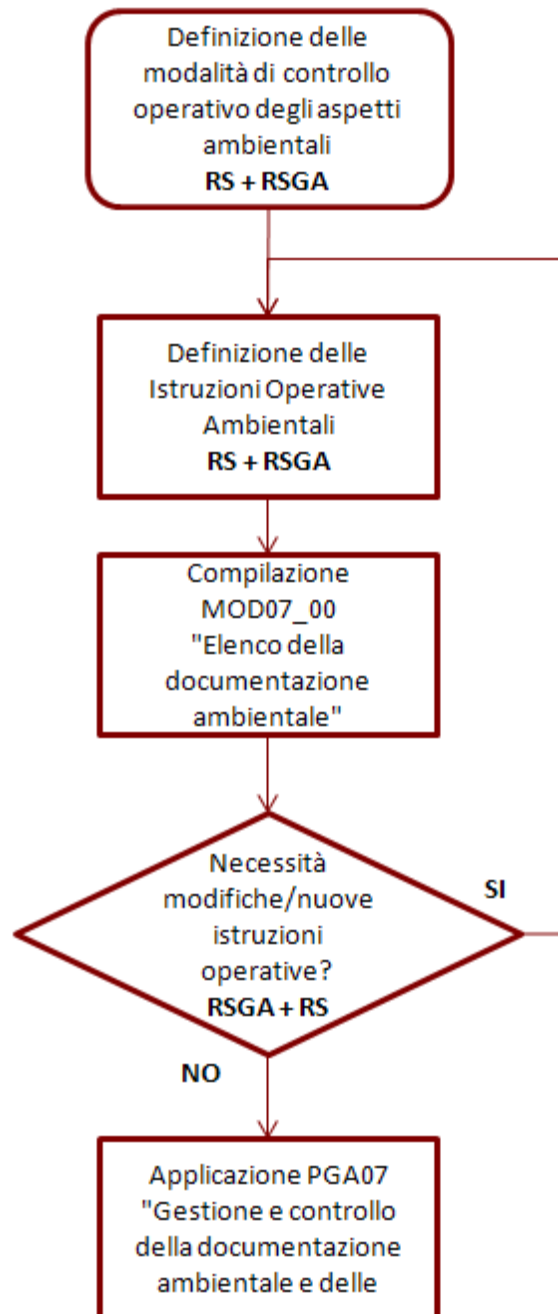 Definizione delle
modalità di controllo
operativo degli aspetti
ambientali
RS + RSGA
Definizione delle
Istruzioni Operative
Ambientali
RS + RSGA
Compilazione
MOD07_00
"Elenco della
documentazione
ambientale"
Necessità
modifiche/nuove
istruzioni
operative?
RSGA + RS
SI
NO
Applicazione PGA07
"Gestione e controllo
della documentazione
ambientale e delle